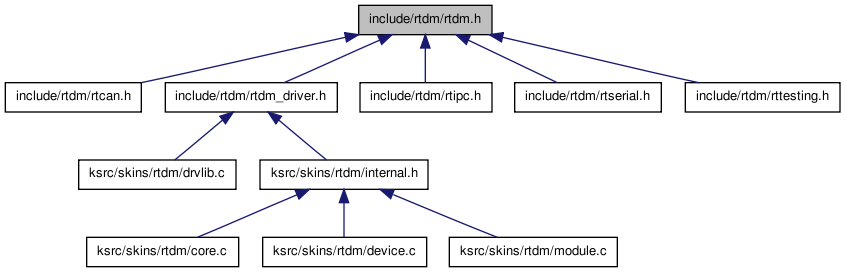 include/rtdm/rtdm.h
include/rtdm/rtcan.h
include/rtdm/rtdm_driver.h
include/rtdm/rtipc.h
include/rtdm/rtserial.h
include/rtdm/rttesting.h
ksrc/skins/rtdm/drvlib.c
ksrc/skins/rtdm/internal.h
ksrc/skins/rtdm/core.c
ksrc/skins/rtdm/device.c
ksrc/skins/rtdm/module.c